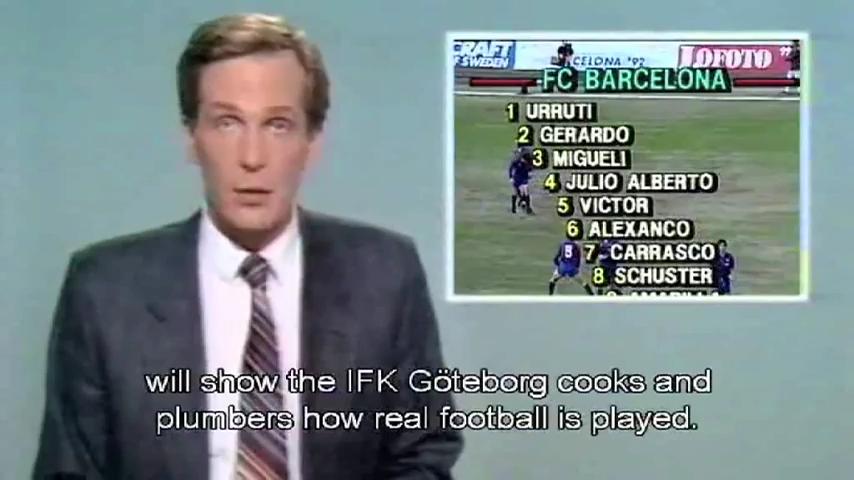 CRAFT
OF SWEDEN
CELONA '92
LOFOTO
FC BARCELONA
1 URRUTI
2 GERARDO
3 MIGUELI
4 JULIO ALBERTO
5 VICTOR
6 ALEXANCO
7 CARRASCO
8 SCHUSTER
will show the IFK Göteborg cooks and
plumbers how real football is played.